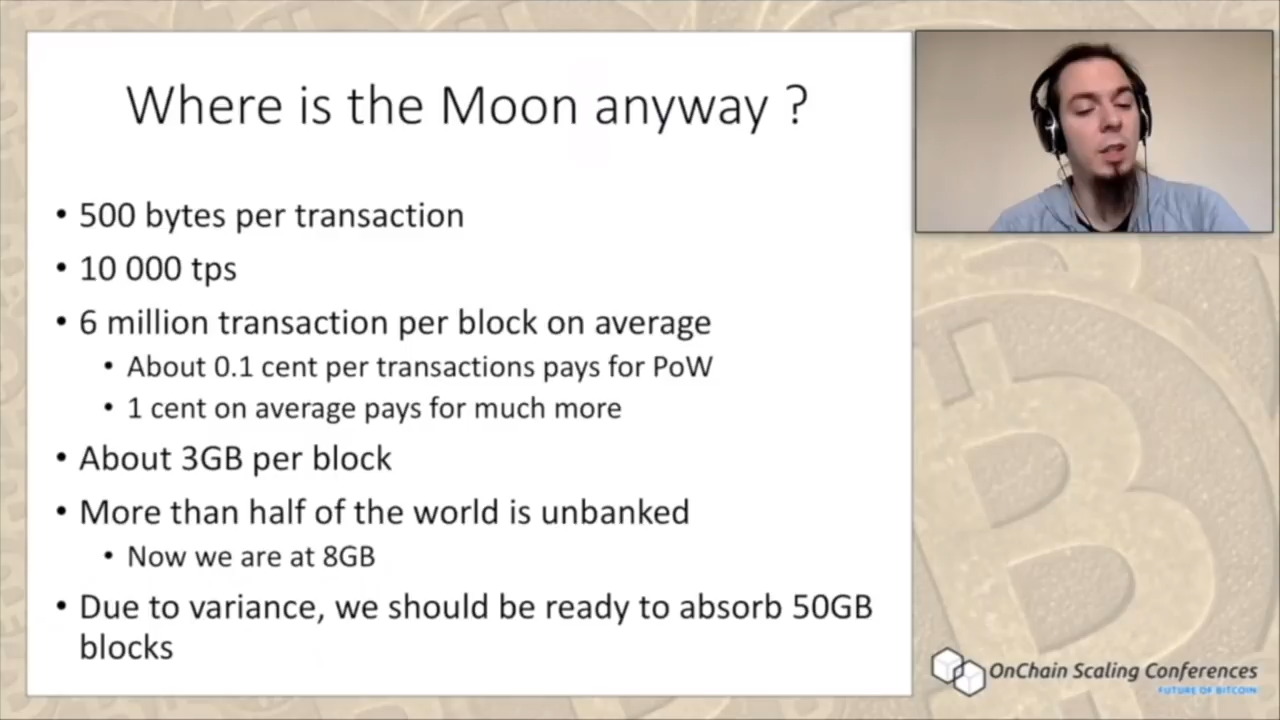 Where is the Moon anyway ?
• 500 bytes per transaction
• 10 000 tps
• 6 million transaction per block on average
• About 0.1 cent per transactions pays for PoW
• 1 cent on average pays for much more
• About 3GB per block
• More than half of the world is unbanked
• Now we are at 8GB
• Due to variance, we should be ready to absorb 50GB
blocks
OnChain Scaling Conferences
FUTURE OF BITCOIN